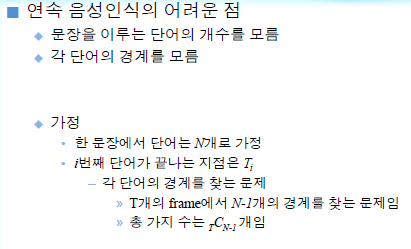 연속 음성인식의 어려운 점
문장을 이루는 단어의 개수를 모름
각 단어의 경계를 모름
가정
한 문장에서 단어는 N개로 가정
i번째 단어가 끝나는 지점은 Ti
각 단어의 경계를 찾는 문제
T개의 frame에서 N-1개의 경계를 찾는 문제임
총 가지 수는 TCN-1개임